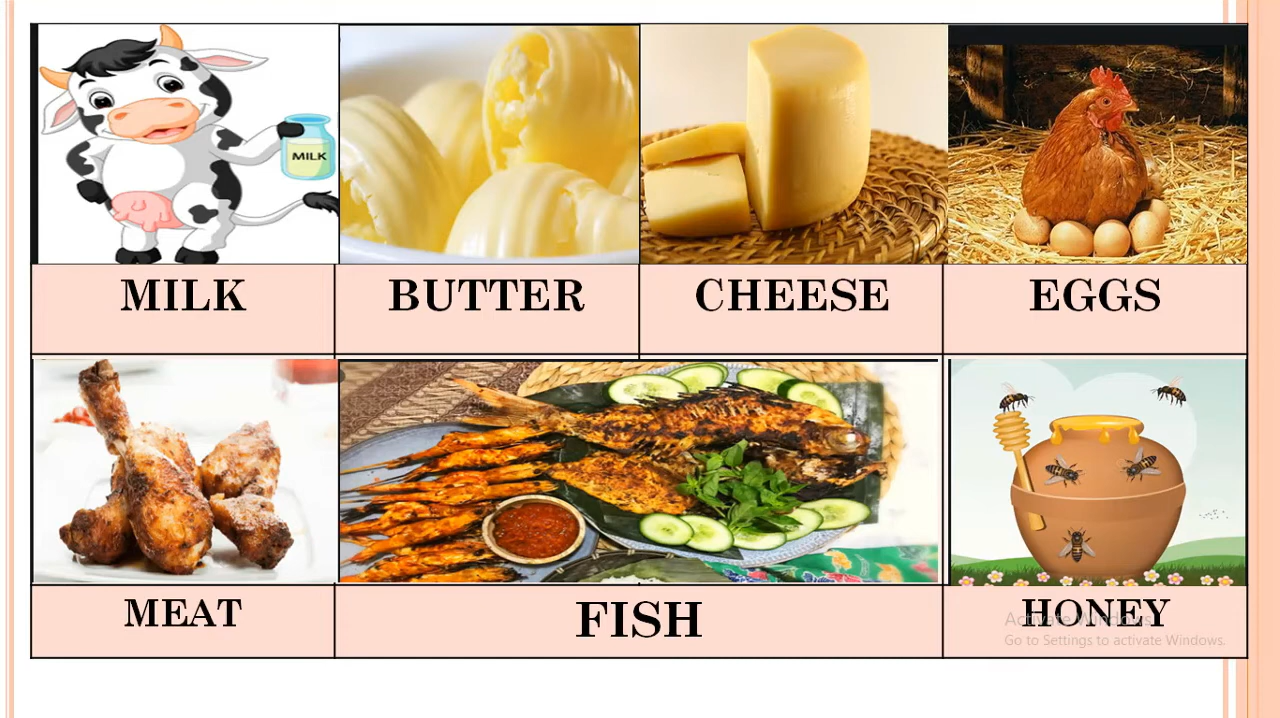 MILK
MILK
BUTTER
CHEESE
EGGS
MEAT
FISH
HONEY
Activate Windows
Go to Settings to activate Windows.